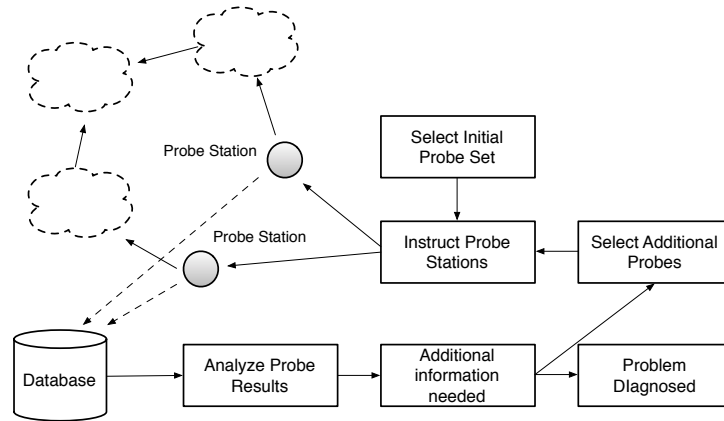 Probe Station
Select Initial
Probe Set
Probe Station
Instruct Probe
Stations
Select Additional
Probes
Database
Analyze Probe
Results
Additional
information
needed
Problem
DIagnosed